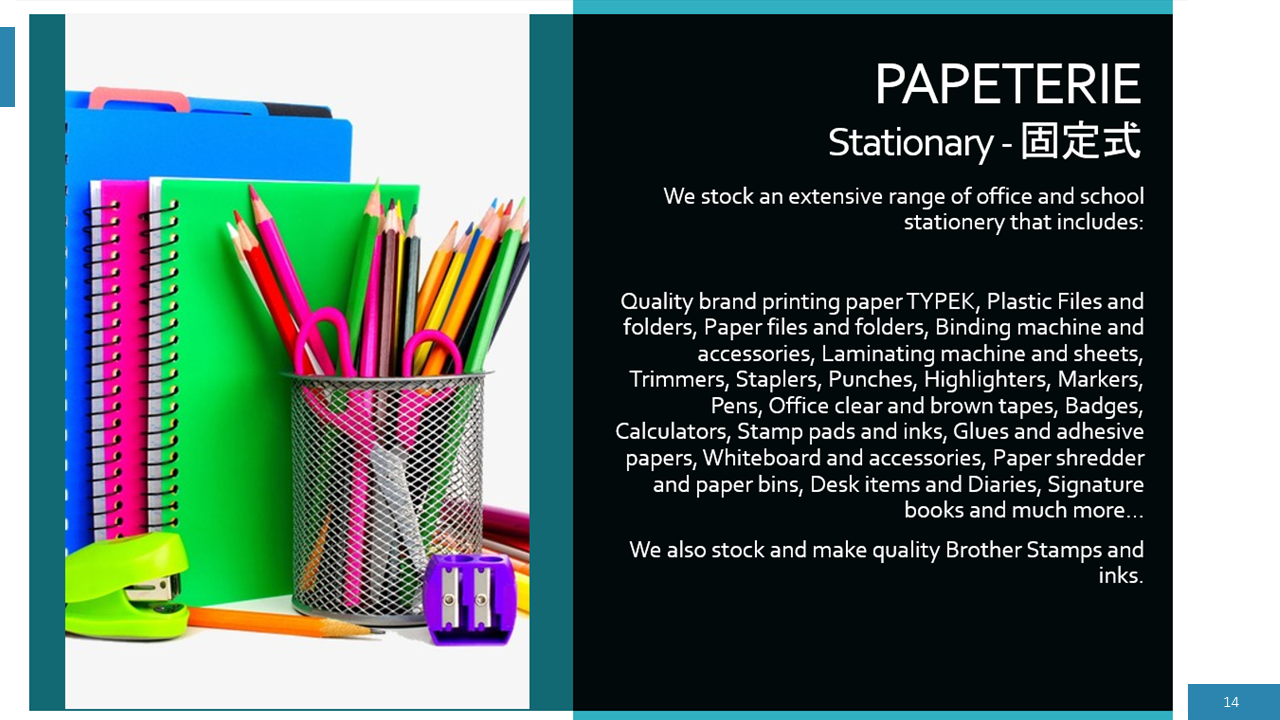 PAPETERIE
Stationary - 固定式
We stock an extensive range of office and school
stationery that includes:
Quality brand printing paper TYPEK, Plastic Files and
folders, Paper files and folders, Binding machine and
accessories, Laminating machine and sheets,
Trimmers, Staplers, Punches, Highlighters, Markers,
Pens, Office clear and brown tapes, Badges,
Calculators, Stamp pads and inks, Glues and adhesive
papers, Whiteboard and accessories, Paper shredder
and paper bins, Desk items and Diaries, Signature
books and much more...
We also stock and make quality Brother Stamps and
inks.
14